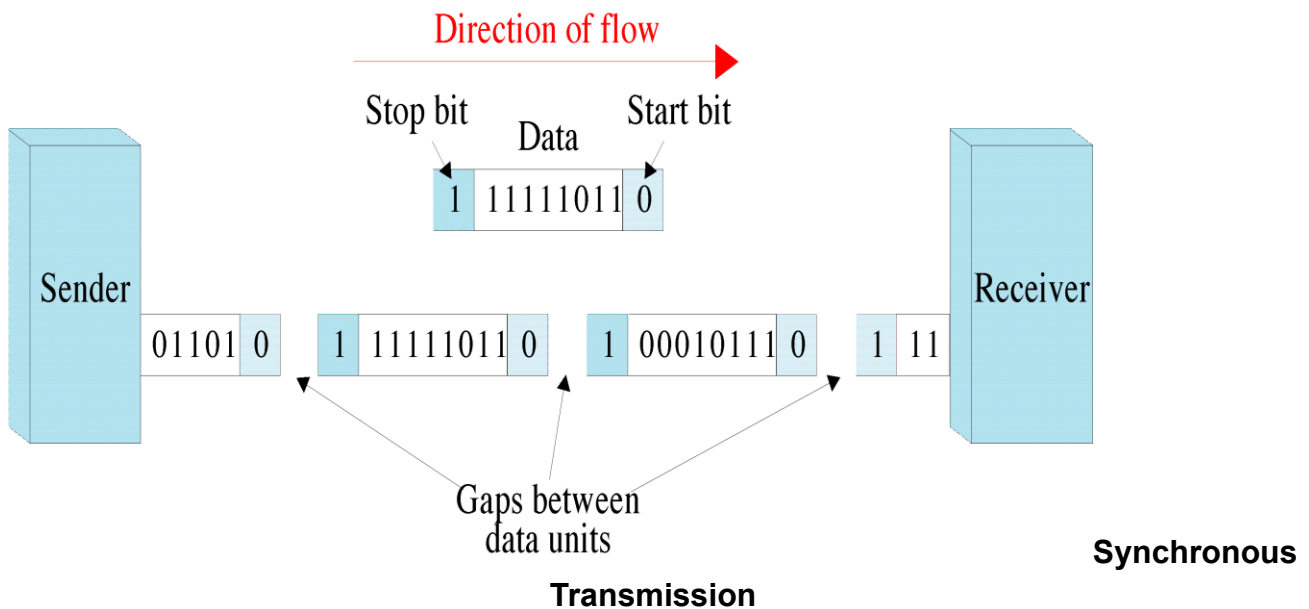 Direction of flow
Stop bit
Start bit
Data
1 11111011 0
Sender
Receiver
01101 0
1 11111011 0
1 00010111 0
1 11
Gaps between
data units
Synchronous
Transmission